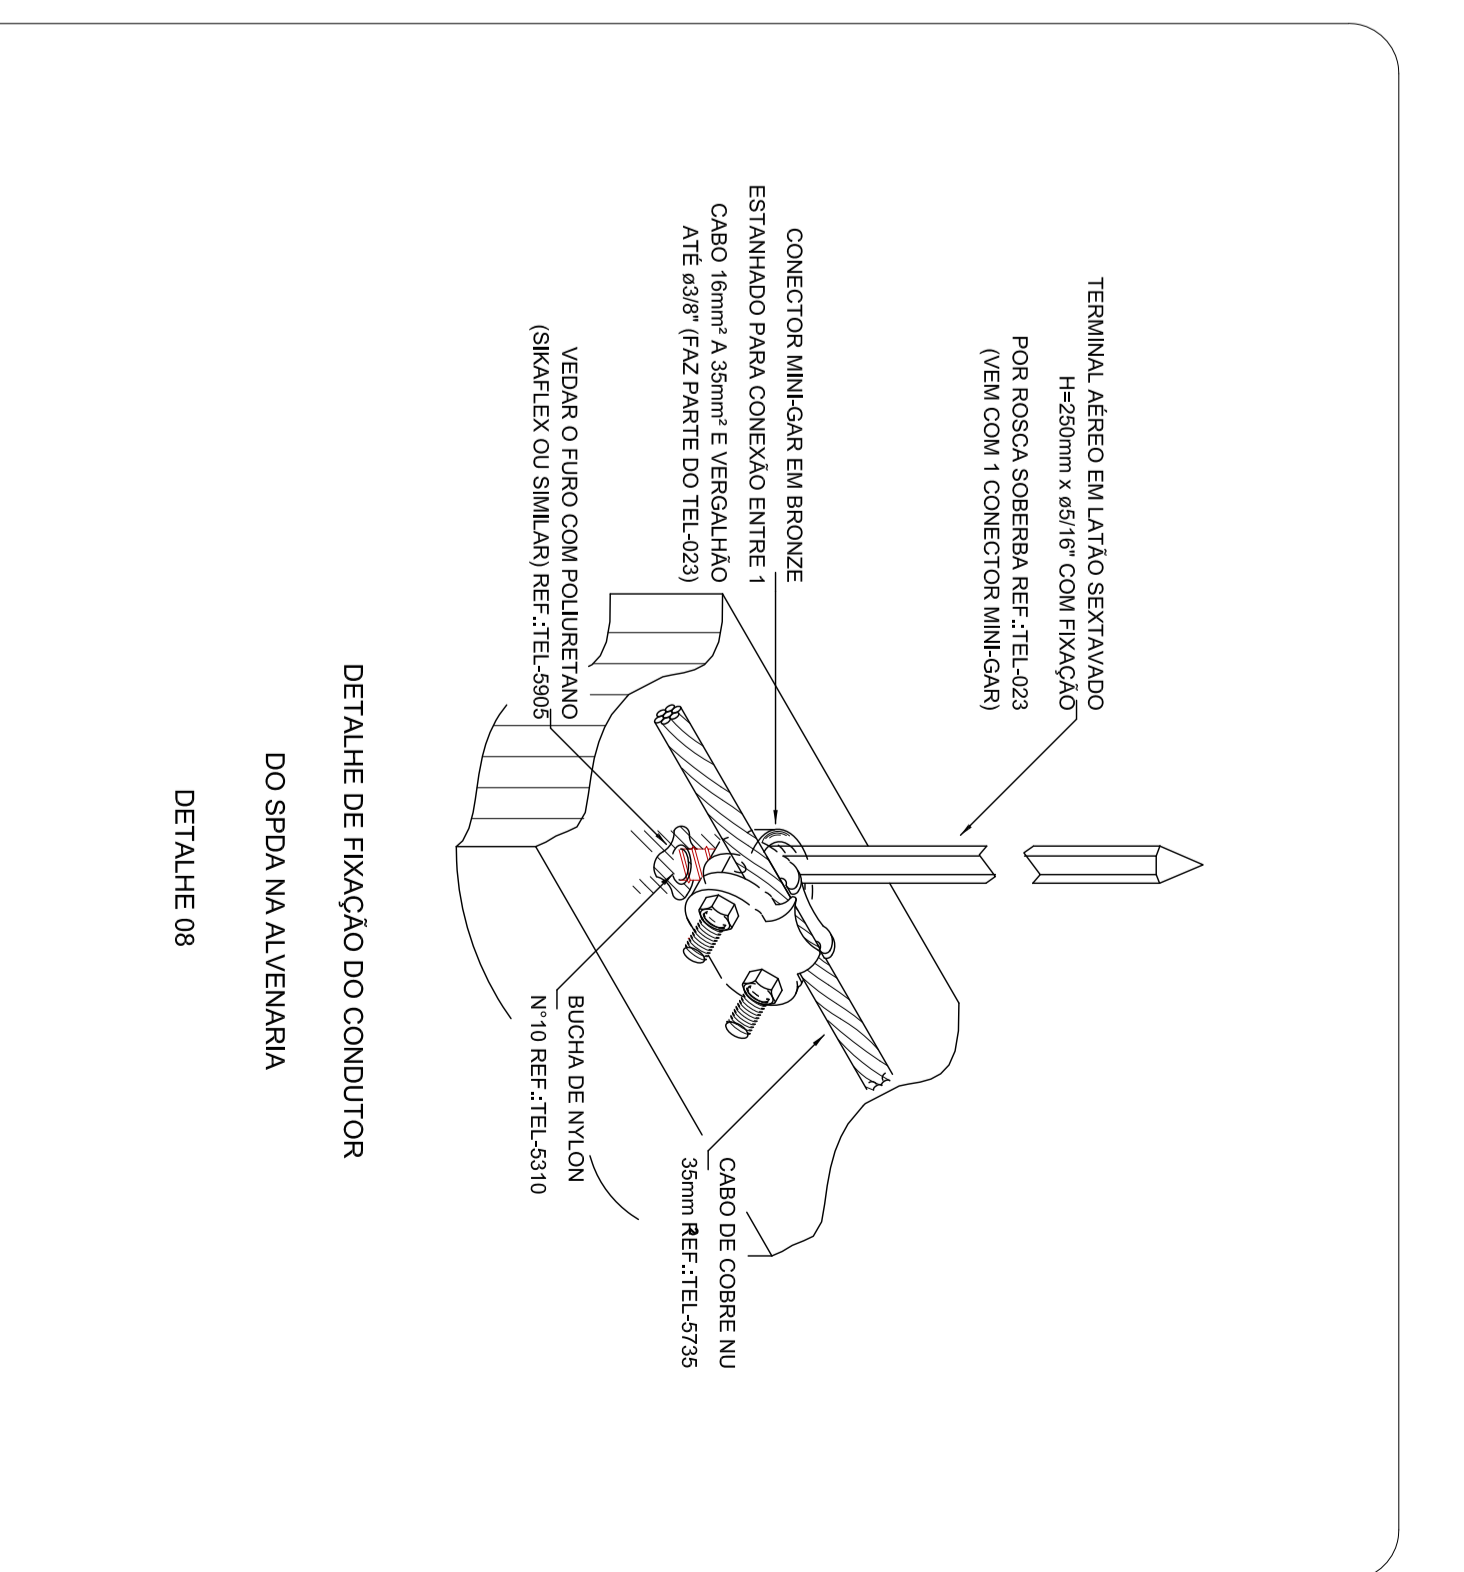 TERMINAL AÉREO EM LATÃO SEXTAVADO
H=250mm x ø5/16" COM FIXAÇÃO
POR ROSCA SOBERBA REF.:TEL-023
(VEM COM 1 CONECTOR MINI-GAR)
CONECTOR MINI-GAR EM BRONZE
ESTANHADO PARA CONEXÃO ENTRE 1
CABO 16mm² A 35mm² E VERGALHÃO
ATÉ ø3/8" (FAZ PARTE DO TEL-023)
VEDAR O FURO COM POLIURETANO
(SIKAFLEX OU SIMILAR) REF.:TEL-5905
CABO DE COBRE NU
35mm² REF.:TEL-5735
BUCHA DE NYLON
N°10 REF.:TEL-5310
DETALHE DE FIXAÇÃO DO CONDUTOR
DO SPDA NA ALVENARIA
DETALHE 08